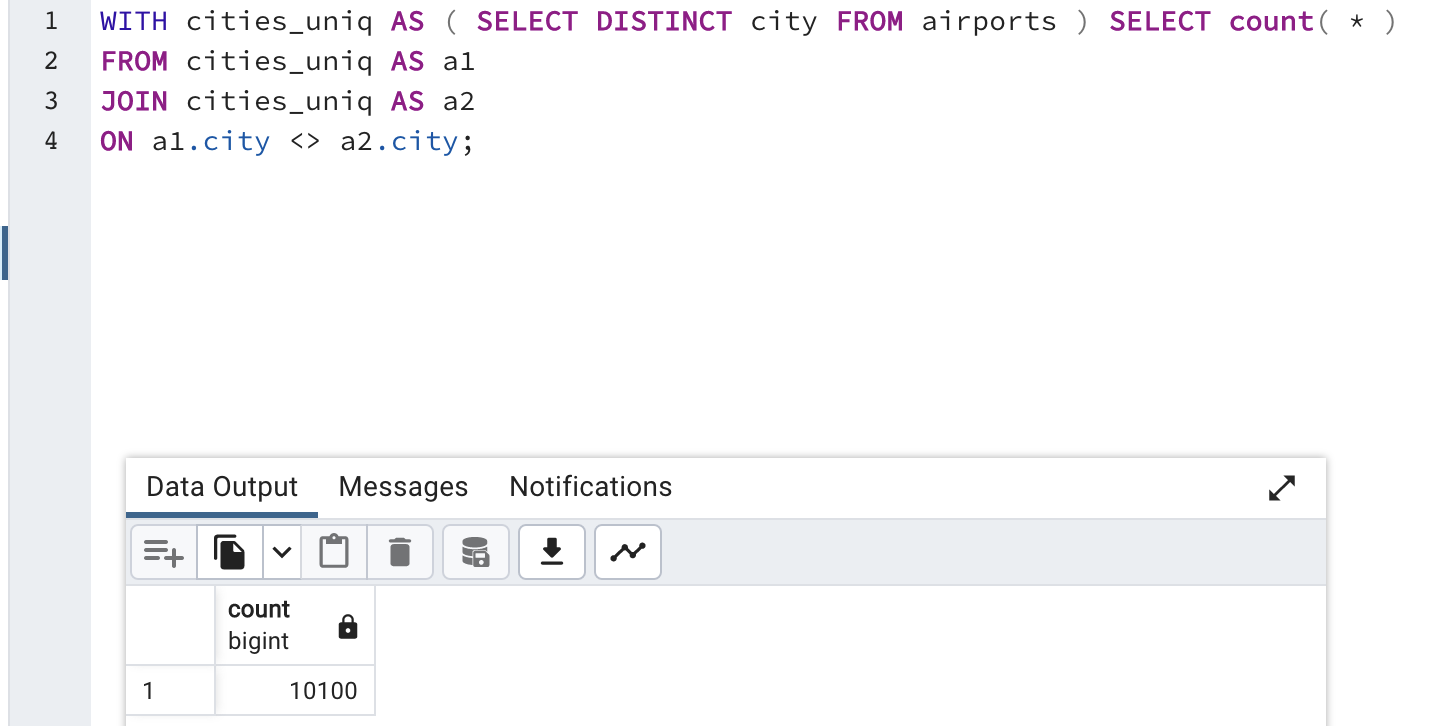 1 WITH cities_uniq AS ( SELECT DISTINCT city FROM airports ) SELECT count( * )
2 FROM cities_uniq AS a1
3 JOIN cities_uniq AS a2
4 ON a1.city <> a2.city;
Data Output Messages Notifications
count
bigint
1 10100